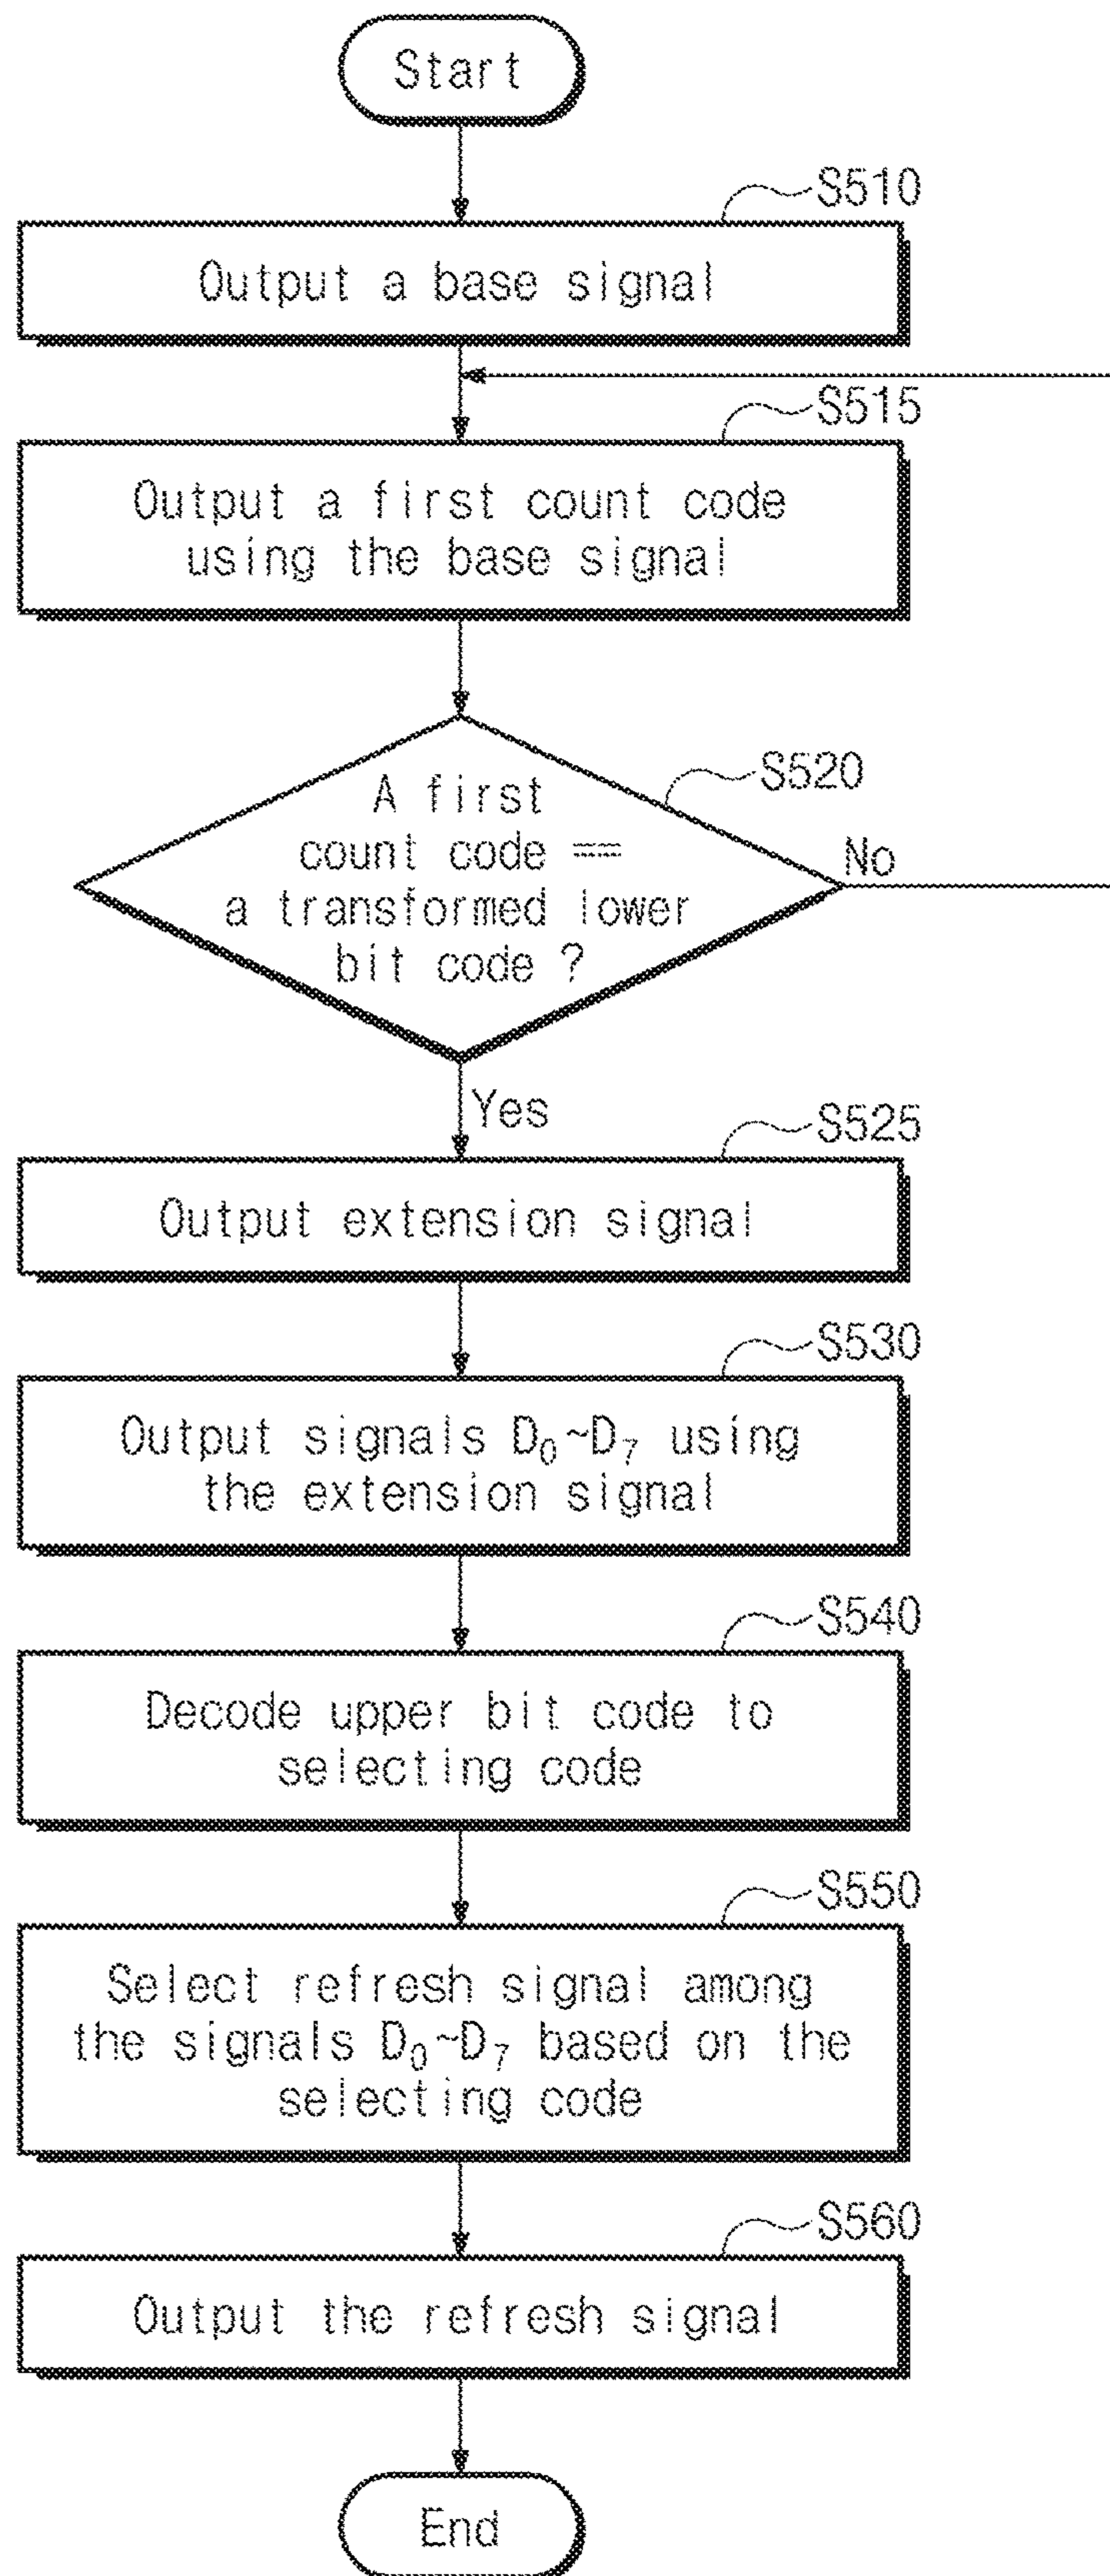 Start
S510
Output a base signal
S515
Output a first count code
using the base signal
S520
A first
count code ==
a transformed lower
bit code ?
No
Yes
S525
Output extension signal
S530
Output signals D₀~D₇ using
the extension signal
S540
Decode upper bit code to
selecting code
S550
Select refresh signal among
the signals D₀~D₇ based on the
selecting code
S560
Output the refresh signal
End